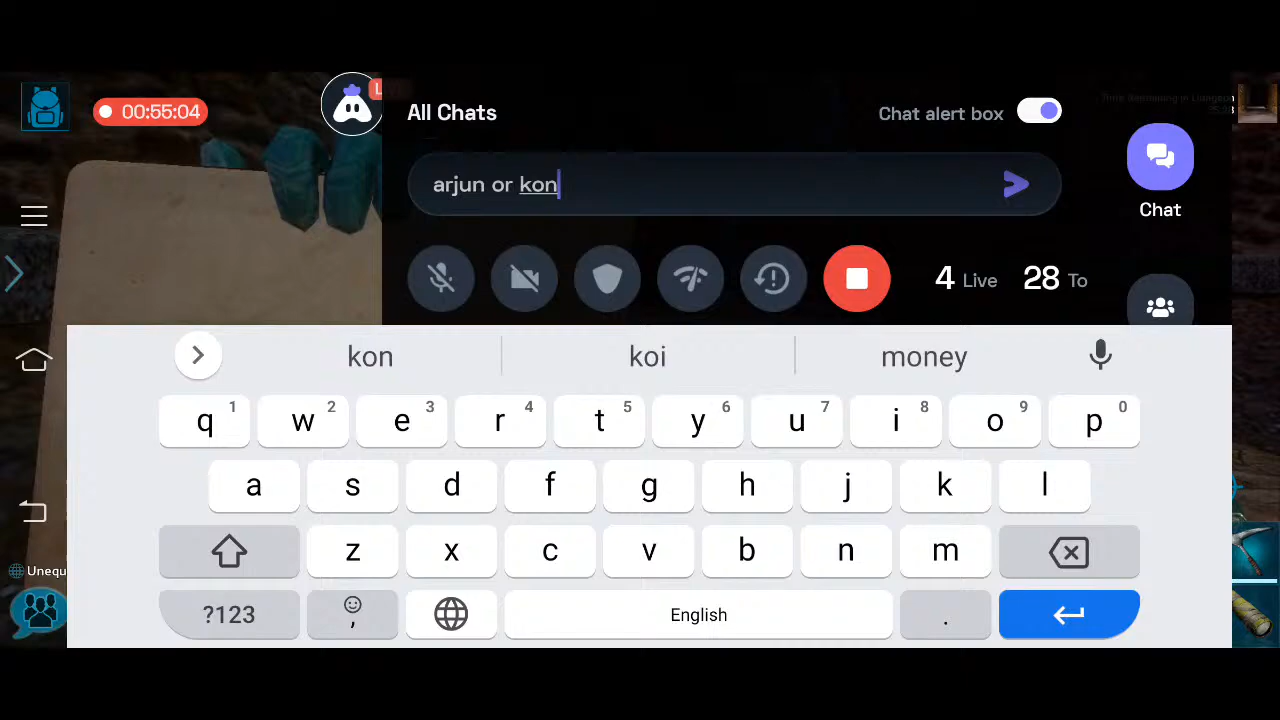 00:55:04
All Chats
Chat alert box
arjun or kon
Chat
4 Live 28 To
kon koi money
q 1 w 2 e 3 r 4 t 5 y 6 u 7 i 8 o 9 p 0
a s d f g h j k l
z x c v b n m
Unequ
?123 , English .